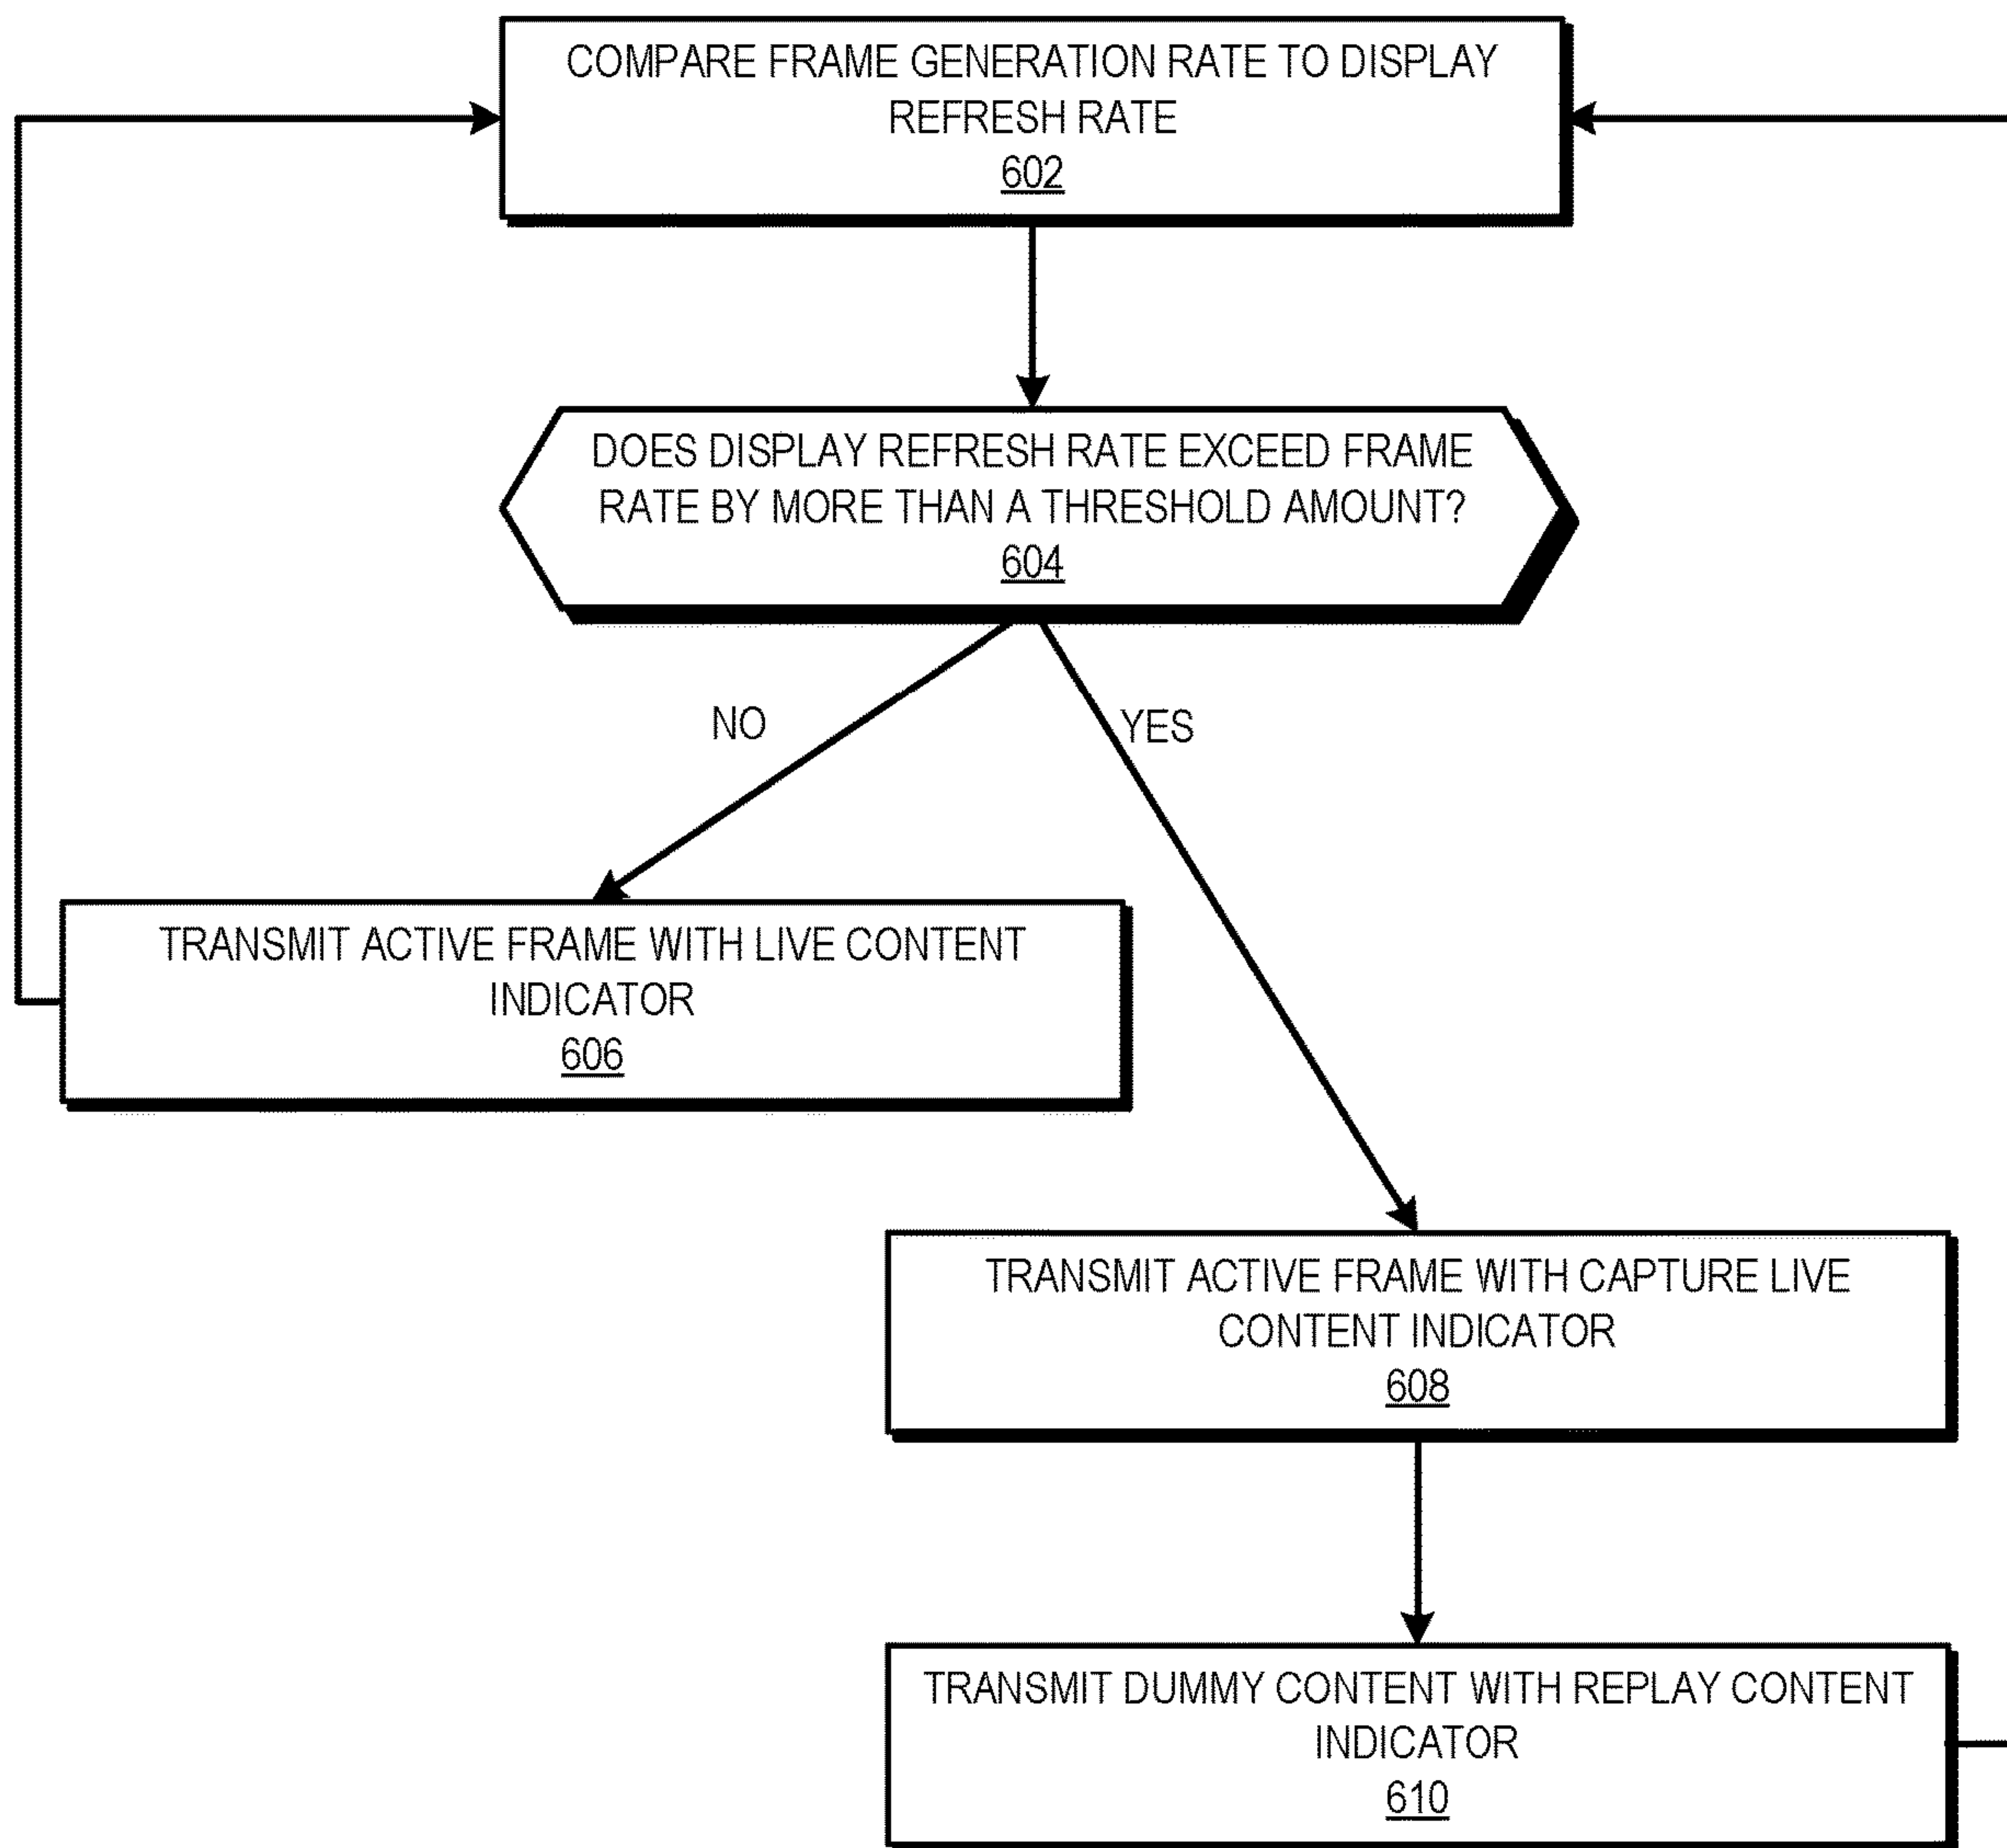 COMPARE FRAME GENERATION RATE TO DISPLAY
REFRESH RATE
602
DOES DISPLAY REFRESH RATE EXCEED FRAME
RATE BY MORE THAN A THRESHOLD AMOUNT?
604
NO
YES
TRANSMIT ACTIVE FRAME WITH LIVE CONTENT
INDICATOR
606
TRANSMIT ACTIVE FRAME WITH CAPTURE LIVE
CONTENT INDICATOR
608
TRANSMIT DUMMY CONTENT WITH REPLAY CONTENT
INDICATOR
610